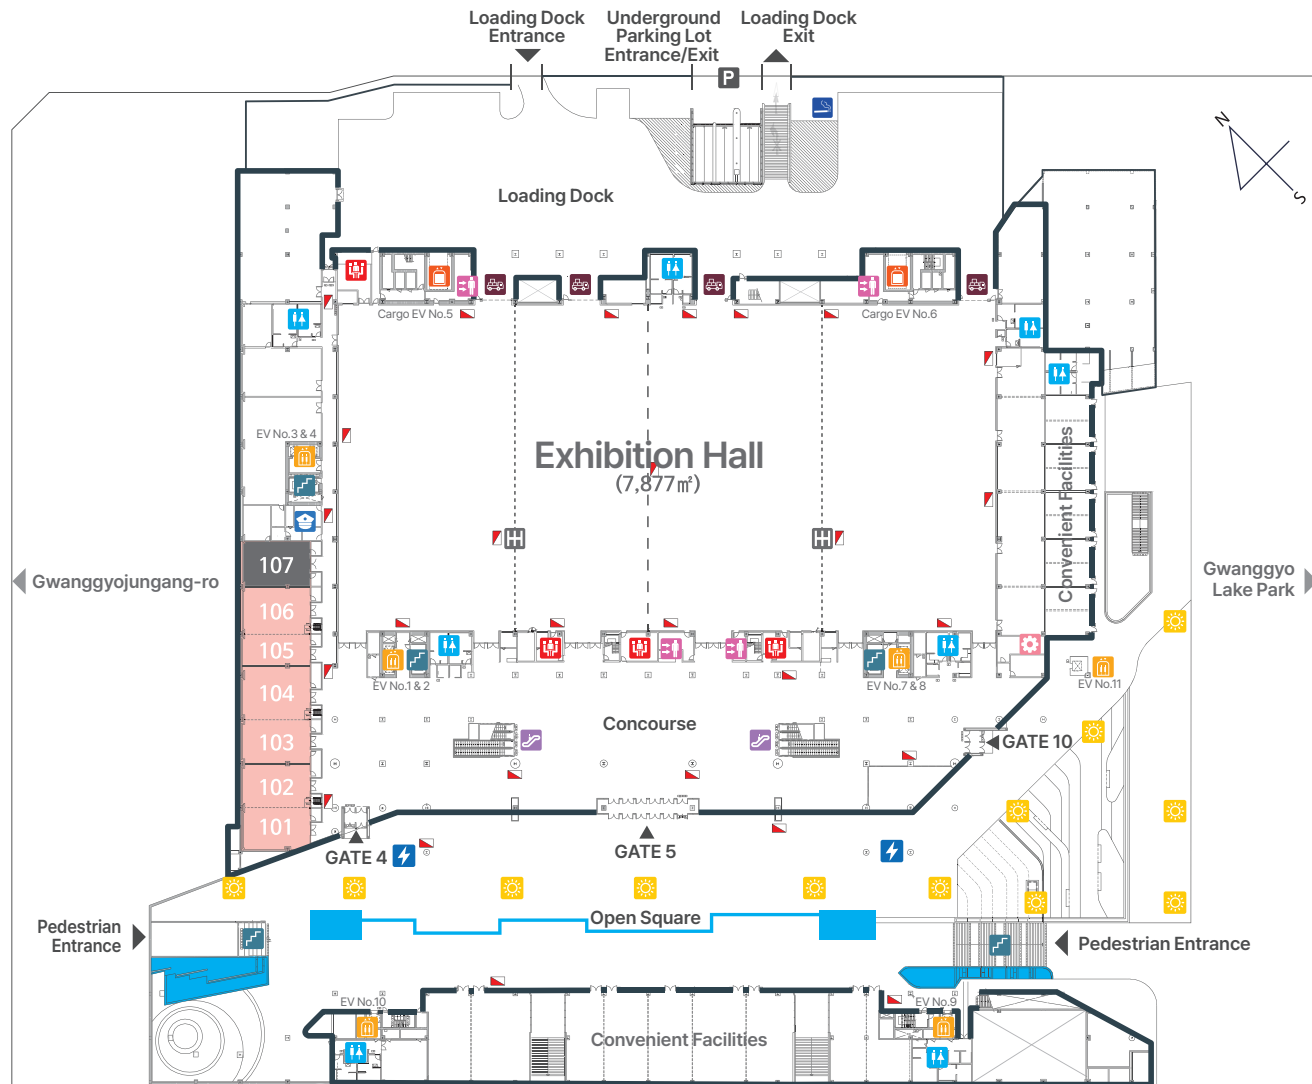 Loading Dock
Entrance
Underground
Parking Lot
Entrance/Exit
Loading Dock
Exit
P
N
S
Loading Dock
Cargo EV No.5
Cargo EV No.6
EV No.3 & 4
Exhibition Hall
(7,877㎡)
Convenient Facilities
H
H
107
Gwanggyojungang-ro
Gwanggyo
Lake Park
106
105
104
103
102
101
EV No.1 & 2
EV No.7 & 8
EV No.11
Concourse
GATE 10
GATE 4
GATE 5
Open Square
Pedestrian
Entrance
Pedestrian Entrance
EV No.10
EV No.9
Convenient Facilities